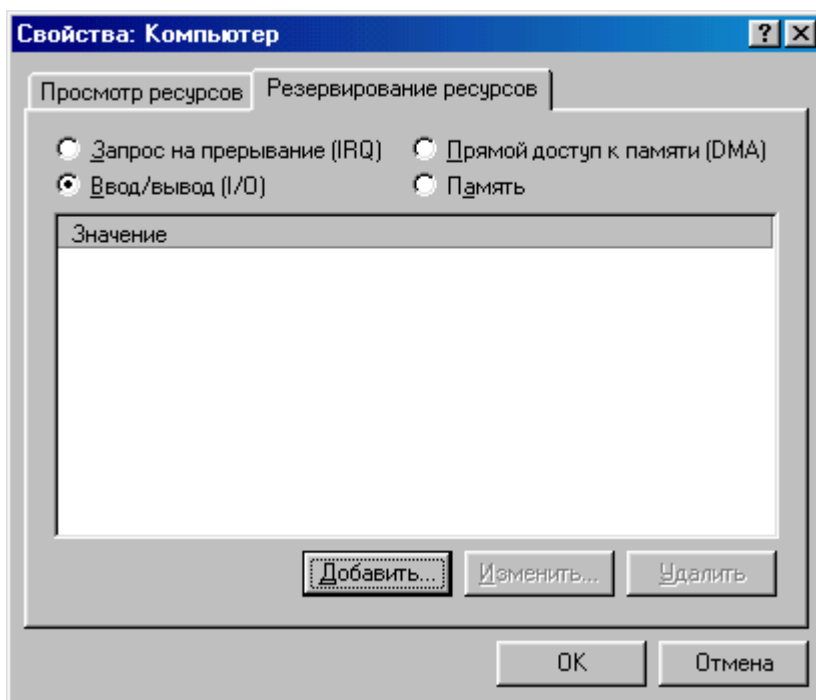 Свойства: Компьютер
Просмотр ресурсов Резервирование ресурсов
Запрос на прерывание (IRQ) Прямой доступ к памяти (DMA)
Ввод/вывод (I/O) Память
Значение
Добавить... Изменить... Удалить
OK Отмена